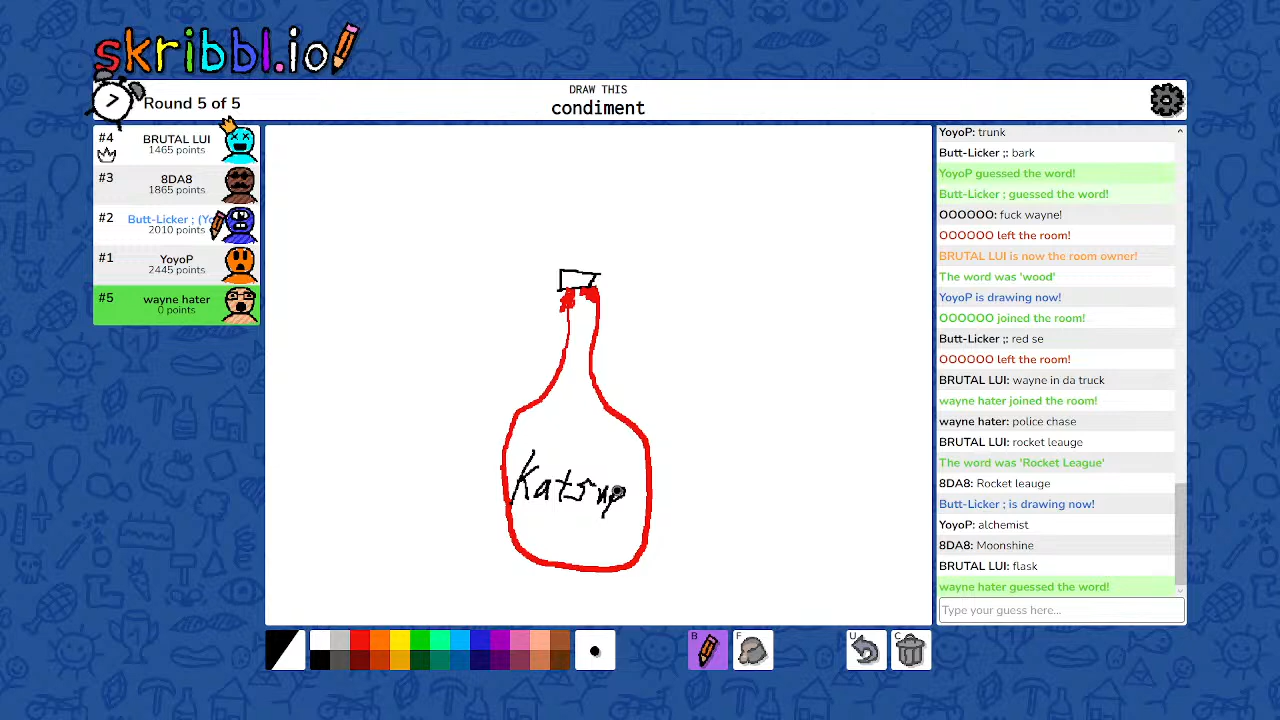 skribbl.io
Round 5 of 5
DRAW THIS
condiment
#4 BRUTAL LUI
1465 points
#3 8DA8
1865 points
#2 Butt-Licker ; (Yo
2010 points
#1 YoyoP
2445 points
#5 wayne hater
0 points
Katsup
YoyoP: trunk
Butt-Licker ;: bark
YoyoP guessed the word!
Butt-Licker ; guessed the word!
OOOOOO: fuck wayne!
OOOOOO left the room!
BRUTAL LUI is now the room owner!
The word was 'wood'
YoyoP is drawing now!
OOOOOO joined the room!
Butt-Licker ;: red se
OOOOOO left the room!
BRUTAL LUI: wayne in da truck
wayne hater joined the room!
wayne hater: police chase
BRUTAL LUI: rocket leauge
The word was 'Rocket League'
8DA8: Rocket leauge
Butt-Licker ; is drawing now!
YoyoP: alchemist
8DA8: Moonshine
BRUTAL LUI: flask
wayne hater guessed the word!
Type your guess here...
B
F
U
C